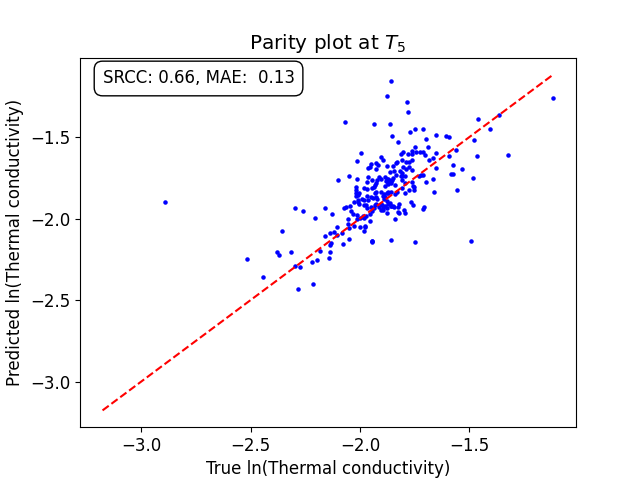 Parity plot at T5
SRCC: 0.66, MAE: 0.13
Predicted ln(Thermal conductivity)
−1.5
−2.0
−2.5
−3.0
−3.0 −2.5 −2.0 −1.5
True ln(Thermal conductivity)